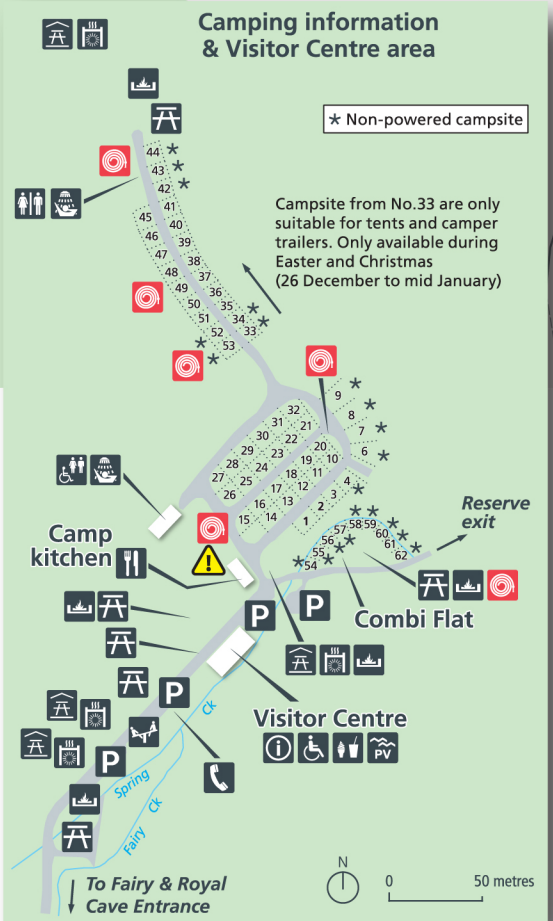 Camping information
& Visitor Centre area
* Non-powered campsite
Campsite from No.33 are only
suitable for tents and camper
trailers. Only available during
Easter and Christmas
(26 December to mid January)
44
43
42
41
45
40
46
39
47
38
48
37
49
36
50
35
51
34
52
33
53
9
32
8
31
21
7
30
22
20
6
29
23
19
10
28
24
18
11
4
27
25
17
12
3
26
16
13
2
15
14
1
57
58
59
56
60
55
61
54
62
Reserve
exit
Camp
kitchen
!
P
P
Combi Flat
P
Ck
Visitor Centre
i
PV
P
Spring
Fairy
Ck
To Fairy & Royal
Cave Entrance
N
0
50 metres